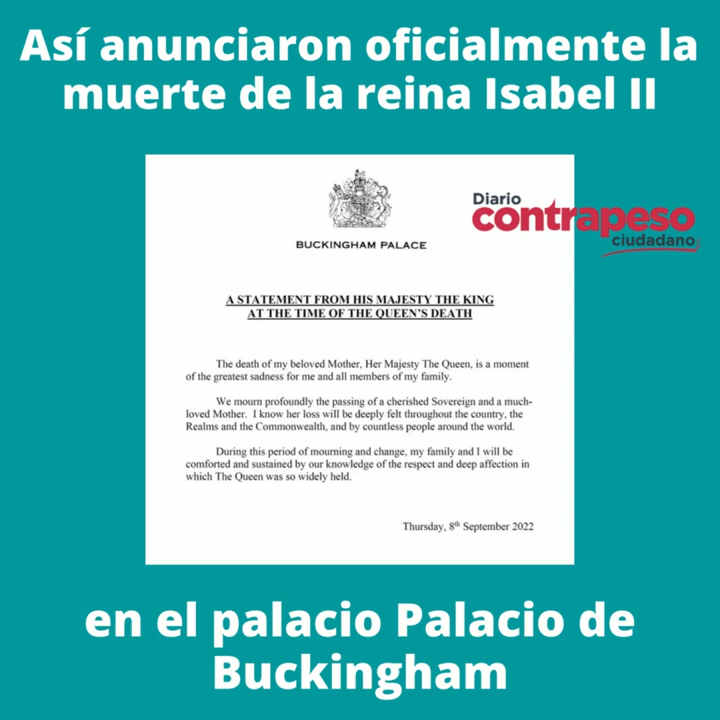 Así anunciaron oficialmente la
muerte de la reina Isabel II
Diario
contrapeso
ciudadano
BUCKINGHAM PALACE
A STATEMENT FROM HIS MAJESTY THE KING
AT THE TIME OF THE QUEEN'S DEATH
The death of my beloved Mother, Her Majesty The Queen, is a moment
of the greatest sadness for me and all members of my family.
We mourn profoundly the passing of a cherished Sovereign and a much-
loved Mother. I know her loss will be deeply felt throughout the country, the
Realms and the Commonwealth, and by countless people around the world.
During this period of mourning and change, my family and I will be
comforted and sustained by our knowledge of the respect and deep affection in
which The Queen was so widely held.
Thursday, 8th September 2022
en el palacio Palacio de
Buckingham